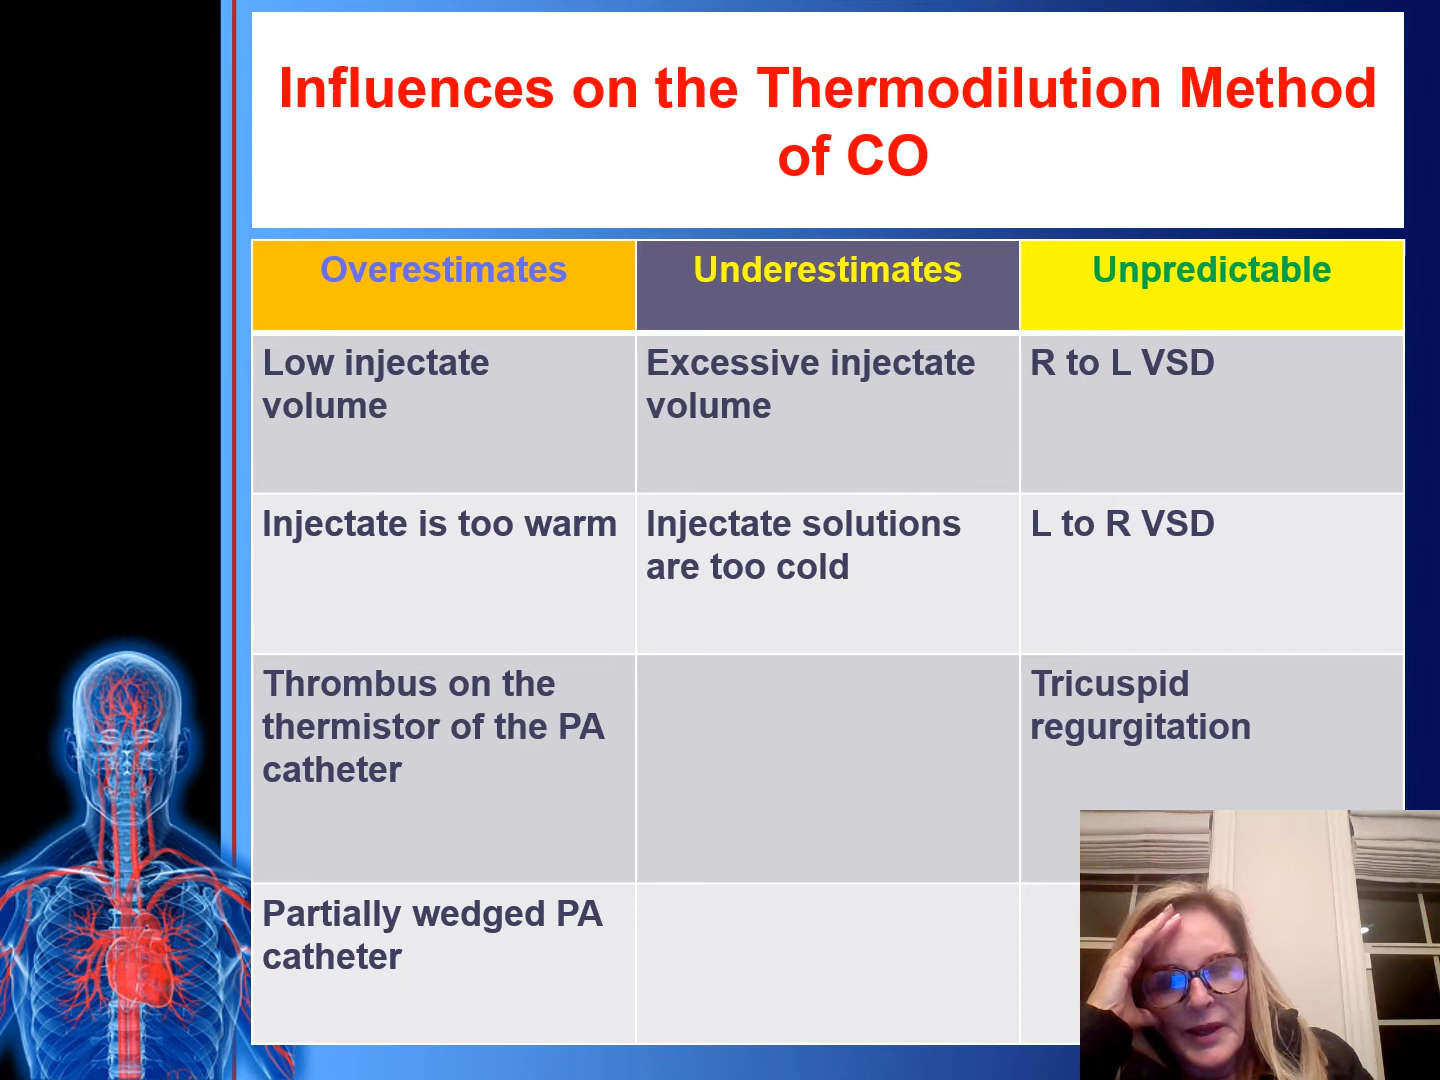 Influences on the Thermodilution Method
of CO
Overestimates
Underestimates
Unpredictable
Low injectate
volume
Excessive injectate
volume
R to L VSD
Injectate is too warm
Injectate solutions
are too cold
L to R VSD
Thrombus on the
thermistor of the PA
catheter
Tricuspid
regurgitation
Partially wedged PA
catheter